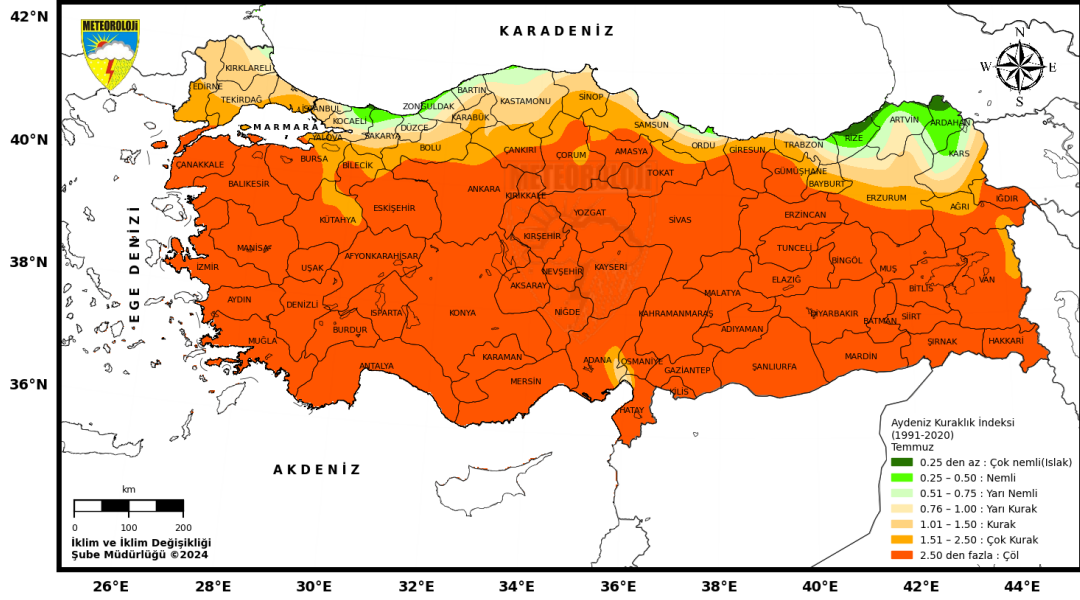 METEOROLOJİ
KARADENİZ
N
W
E
S
42°N
40°N
38°N
36°N
MARMARA
EGE DENİZİ
AKDENİZ
KIRKLARELİ
EDİRNE
TEKİRDAĞ
İSTANBUL
KOCAELİ
YALOVA
SAKARYA
DÜZCE
ZONGULDAK
BARTIN
KARABÜK
KASTAMONU
SİNOP
SAMSUN
ORDU
GİRESUN
TRABZON
RİZE
ARTVİN
ARDAHAN
KARS
ÇANAKKALE
BURSA
BİLECİK
BOLU
ÇANKIRI
ÇORUM
AMASYA
TOKAT
GÜMÜŞHANE
BAYBURT
ERZURUM
AĞRI
IĞDIR
BALIKESİR
KÜTAHYA
ESKİŞEHİR
ANKARA
KIRIKKALE
METEOROLOJİ
YOZGAT
SİVAS
ERZİNCAN
MANİSA
İZMİR
UŞAK
AFYONKARAHİSAR
KIRŞEHİR
NEVŞEHİR
KAYSERİ
AKSARAY
TUNCELİ
BİNGÖL
ELAZIĞ
MUŞ
BİTLİS
VAN
AYDIN
DENİZLİ
ISPARTA
KONYA
NİĞDE
KAHRAMANMARAŞ
MALATYA
DİYARBAKIR
BATMAN
SİİRT
MUĞLA
BURDUR
ANTALYA
KARAMAN
MERSİN
ADANA
OSMANİYE
GAZİANTEP
KİLİS
HATAY
ADIYAMAN
ŞANLIURFA
MARDİN
ŞIRNAK
HAKKARİ
km
0 100 200
İklim ve İklim Değişikliği
Şube Müdürlüğü ©2024
Aydeniz Kuraklık İndeksi
(1991-2020)
Temmuz
0.25 den az : Çok nemli(Islak)
0.25 – 0.50 : Nemli
0.51 – 0.75 : Yarı Nemli
0.76 – 1.00 : Yarı Kurak
1.01 – 1.50 : Kurak
1.51 – 2.50 : Çok Kurak
2.50 den fazla : Çöl
26°E 28°E 30°E 32°E 34°E 36°E 38°E 40°E 42°E 44°E